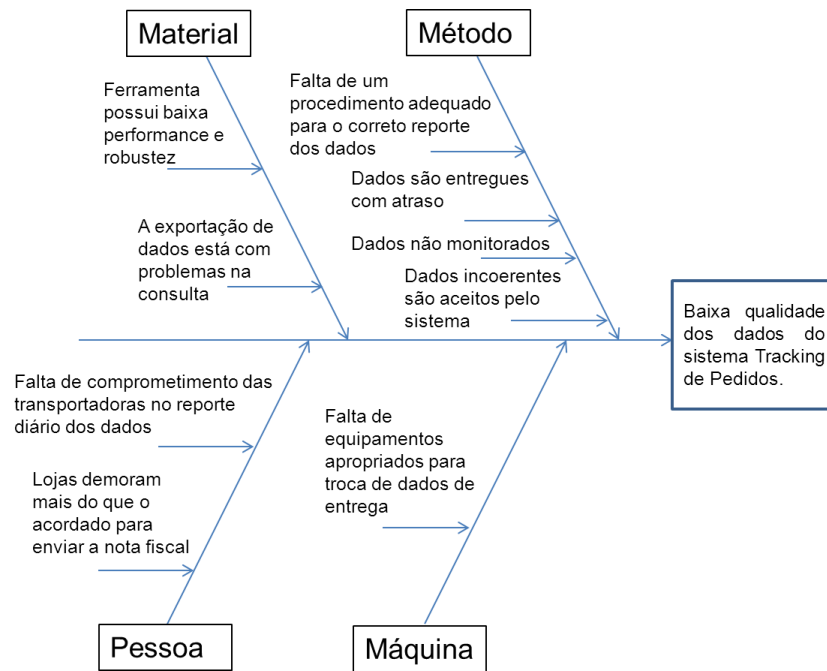 Material
Método
Ferramenta
possui baixa
performance e
robustez
A exportação de
dados está com
problemas na
consulta
Falta de um
procedimento adequado
para o correto reporte
dos dados
Dados são entregues
com atraso
Dados não monitorados
Dados incoerentes
são aceitos pelo
sistema
Baixa qualidade
dos dados do
sistema Tracking
de Pedidos.
Falta de comprometimento das
transportadoras no reporte
diário dos dados
Lojas demoram
mais do que o
acordado para
enviar a nota fiscal
Falta de
equipamentos
apropriados para
troca de dados de
entrega
Pessoa
Máquina